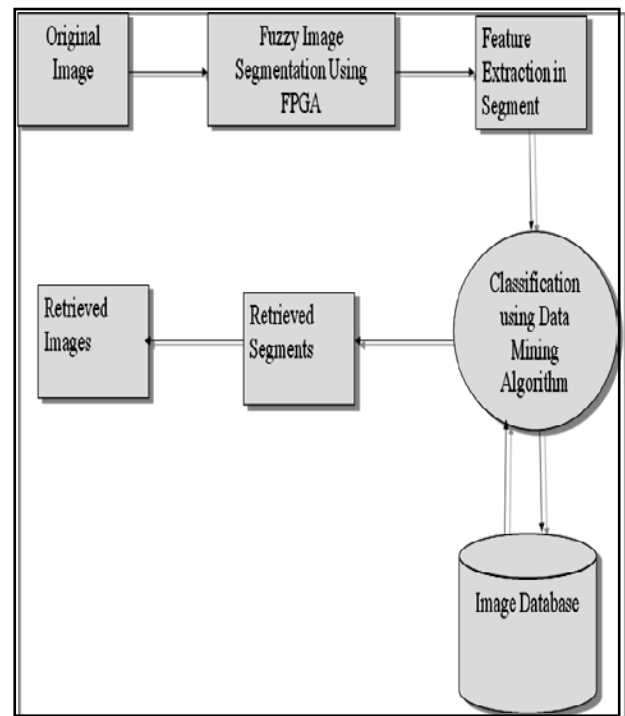 Original
Image
Fuzzy Image
Segmentation Using
FPGA
Feature
Extraction in
Segment
Classification
using Data
Mining
Algorithm
Retrieved
Segments
Retrieved
Images
Image Database